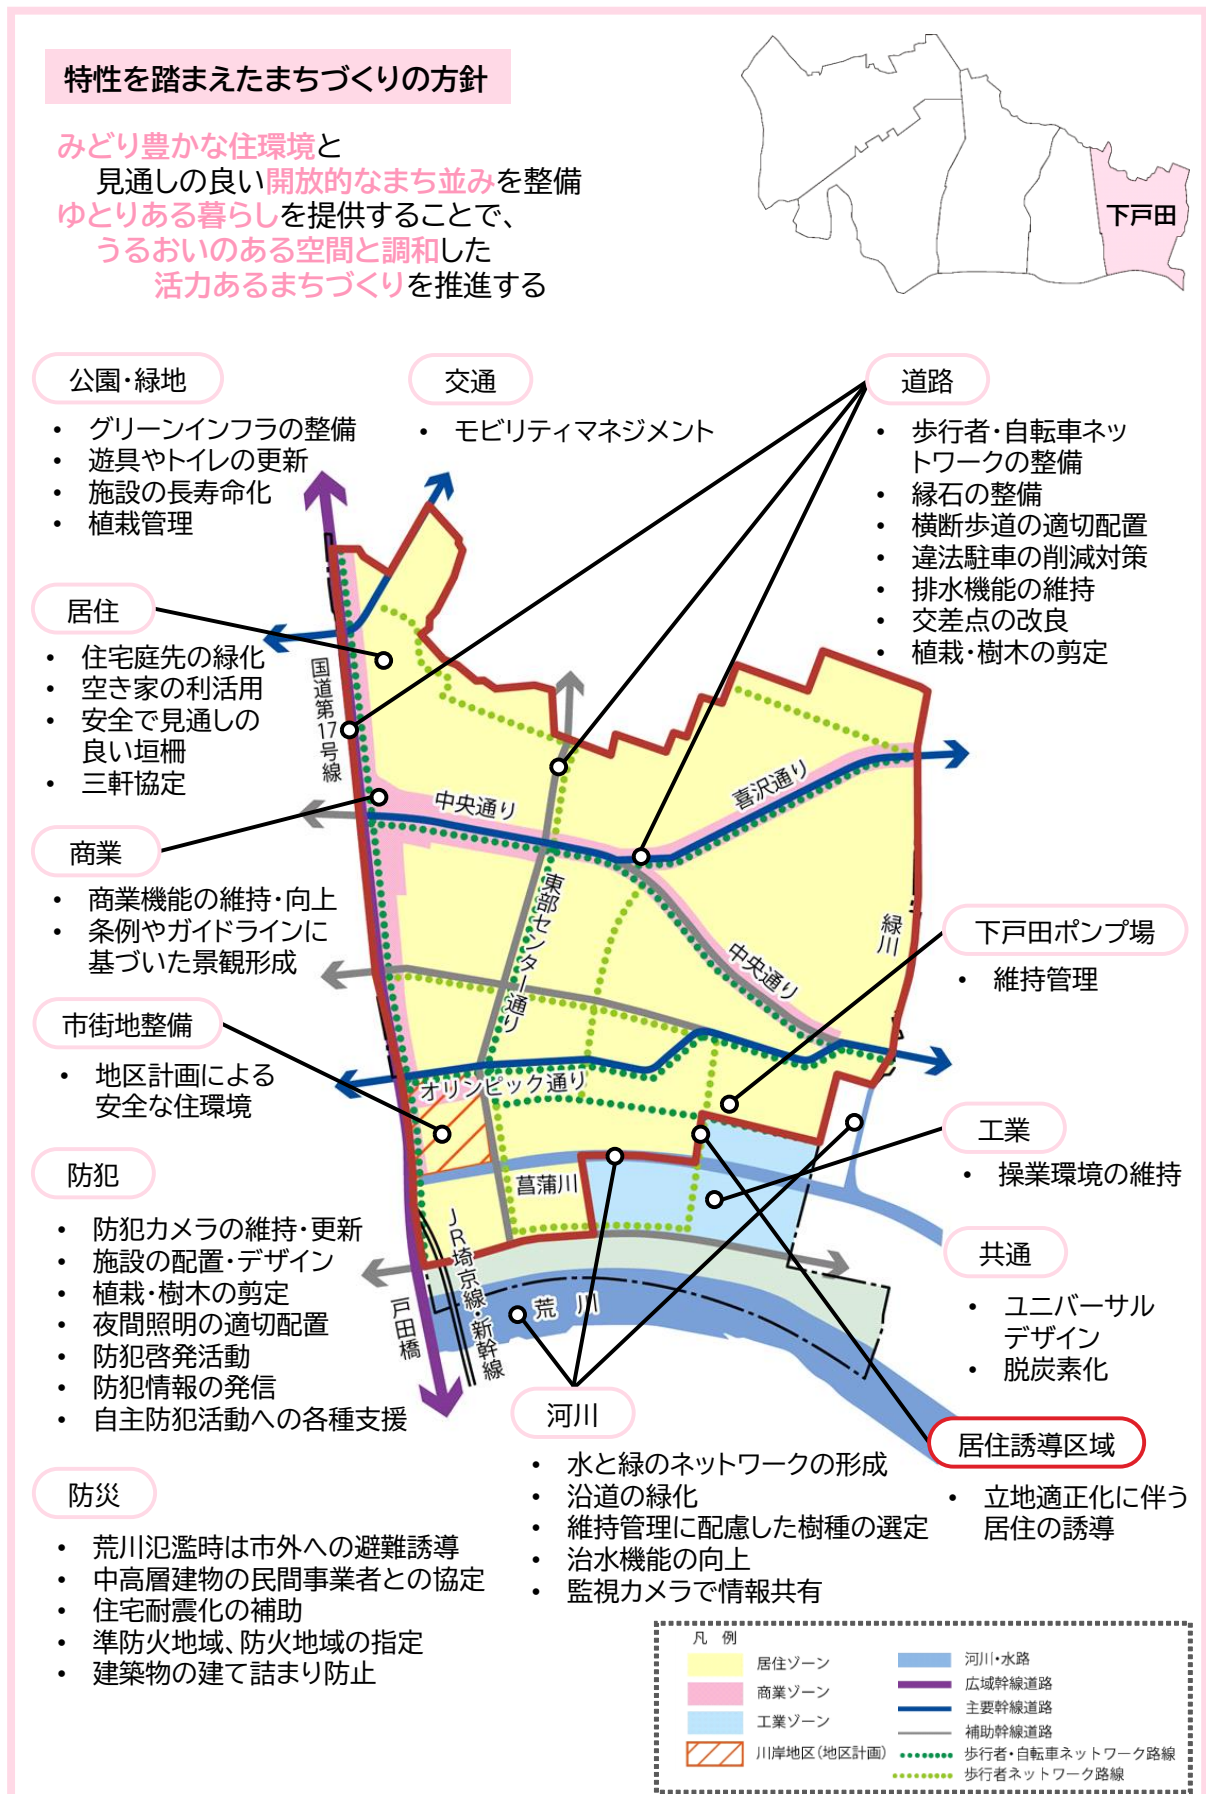 特性を踏まえたまちづくりの方針
みどり豊かな住環境と
見通しの良い開放的なまち並みを整備
ゆとりある暮らしを提供することで、
うるおいのある空間と調和した
活力あるまちづくりを推進する
下戸田
公園・緑地
・ グリーンインフラの整備
・ 遊具やトイレの更新
・ 施設の長寿命化
・ 植栽管理
交通
・ モビリティマネジメント
道路
・ 歩行者・自転車ネッ
トワークの整備
・ 縁石の整備
・ 横断歩道の適切配置
・ 違法駐車の削減対策
・ 排水機能の維持
・ 交差点の改良
・ 植栽・樹木の剪定
居住
・ 住宅庭先の緑化
・ 空き家の利活用
・ 安全で見通しの
良い垣柵
・ 三軒協定
商業
・ 商業機能の維持・向上
・ 条例やガイドラインに
基づいた景観形成
市街地整備
・ 地区計画による
安全な住環境
防犯
・ 防犯カメラの維持・更新
・ 施設の配置・デザイン
・ 植栽・樹木の剪定
・ 夜間照明の適切配置
・ 防犯啓発活動
・ 防犯情報の発信
・ 自主防犯活動への各種支援
防災
・ 荒川氾濫時は市外への避難誘導
・ 中高層建物の民間事業者との協定
・ 住宅耐震化の補助
・ 準防火地域、防火地域の指定
・ 建築物の建て詰まり防止
国道第17号線
中央通り
喜沢通り
東部センター通り
中央通り
緑川
オリンピック通り
菖蒲川
JR埼京線・新幹線
戸田橋
荒川
下戸田ポンプ場
・ 維持管理
工業
・ 操業環境の維持
共通
・ ユニバーサル
デザイン
・ 脱炭素化
河川
・ 水と緑のネットワークの形成
・ 沿道の緑化
・ 維持管理に配慮した樹種の選定
・ 治水機能の向上
・ 監視カメラで情報共有
居住誘導区域
・ 立地適正化に伴う
居住の誘導
凡 例
居住ゾーン
商業ゾーン
工業ゾーン
川岸地区(地区計画)
河川・水路
広域幹線道路
主要幹線道路
補助幹線道路
歩行者・自転車ネットワーク路線
歩行者ネットワーク路線